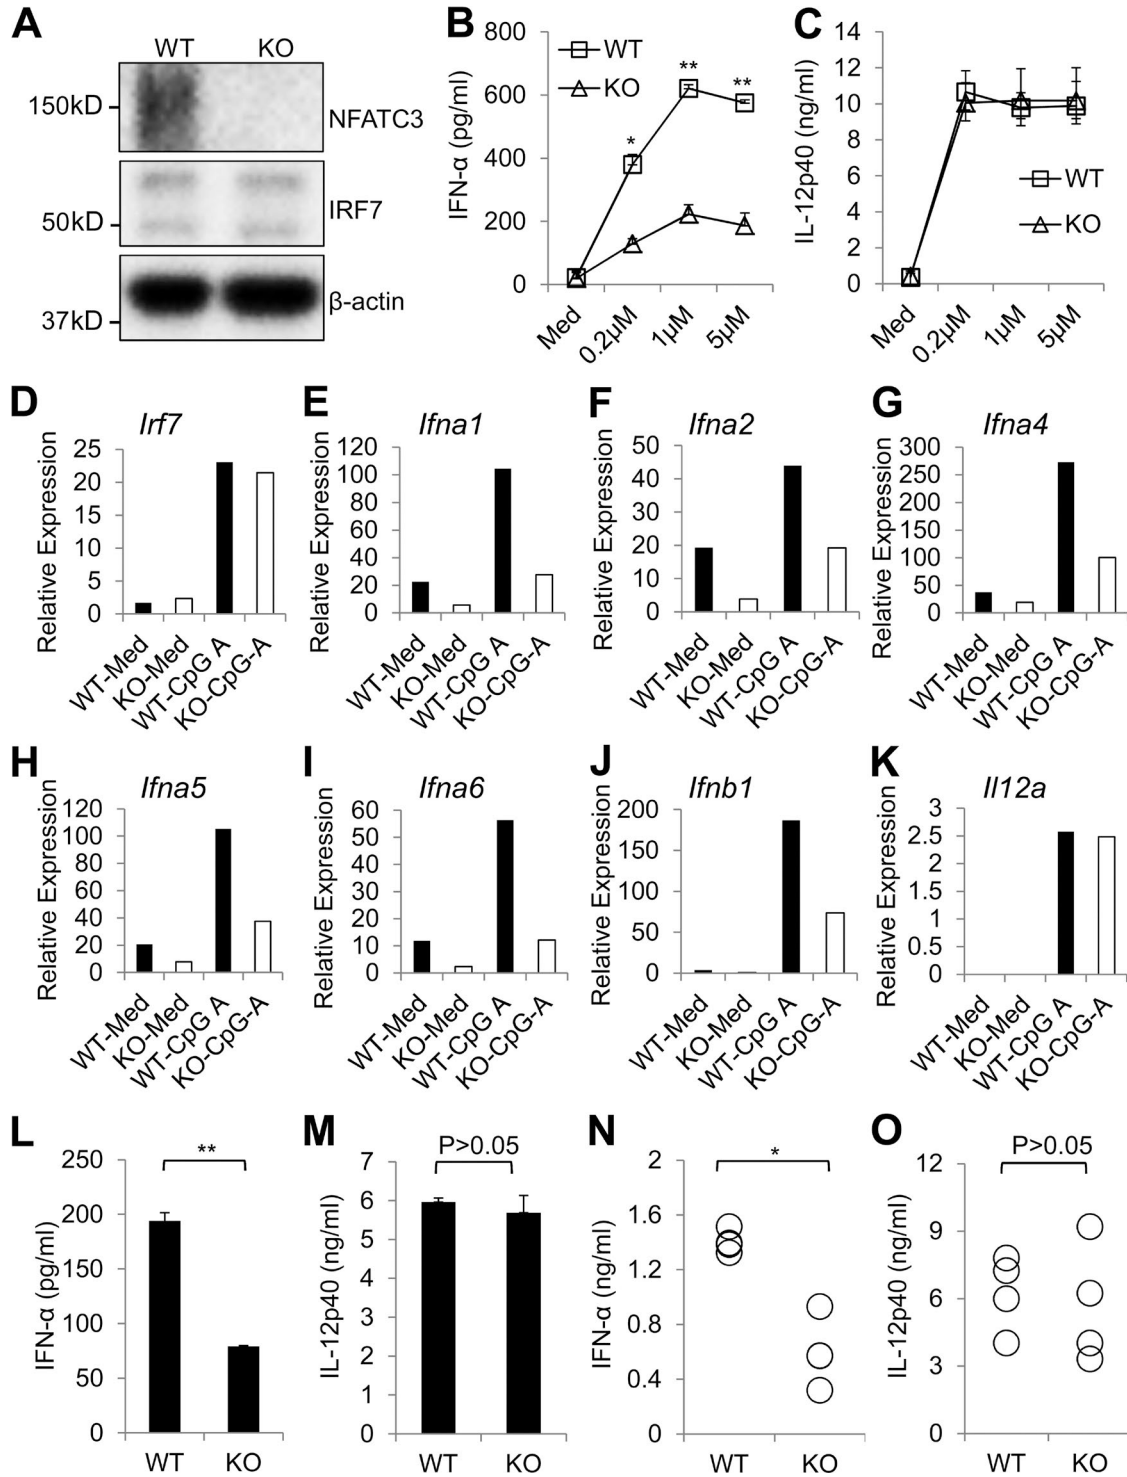 A
WT KO
150kD
NFATC3
50kD
IRF7
37kD
β-actin
B
IFN-α (pg/ml)
800
600
400
200
0
WT
KO
*
**
**
Med
0.2µM
1µM
5µM
C
IL-12p40 (ng/ml)
14
12
10
8
6
4
2
0
WT
KO
Med
0.2µM
1µM
5µM
D
Irf7
Relative Expression
25
20
15
10
5
0
WT-Med
KO-Med
WT-CpG A
KO-CpG-A
E
Ifna1
Relative Expression
120
100
80
60
40
20
0
WT-Med
KO-Med
WT-CpG A
KO-CpG-A
F
Ifna2
Relative Expression
50
40
30
20
10
0
WT-Med
KO-Med
WT-CpG A
KO-CpG-A
G
Ifna4
Relative Expression
300
250
200
150
100
50
0
WT-Med
KO-Med
WT-CpG A
KO-CpG-A
H
Ifna5
Relative Expression
120
100
80
60
40
20
0
WT-Med
KO-Med
WT-CpG A
KO-CpG-A
I
Ifna6
Relative Expression
60
50
40
30
20
10
0
WT-Med
KO-Med
WT-CpG A
KO-CpG-A
J
Ifnb1
Relative Expression
200
150
100
50
0
WT-Med
KO-Med
WT-CpG A
KO-CpG-A
K
Il12a
Relative Expression
3
2.5
2
1.5
1
0.5
0
WT-Med
KO-Med
WT-CpG A
KO-CpG-A
L
IFN-α (pg/ml)
250
200
150
100
50
0
**
WT KO
M
IL-12p40 (ng/ml)
P>0.05
7
6
5
4
3
2
1
0
WT KO
N
IFN-α (ng/ml)
2
1.6
1.2
0.8
0.4
0
*
WT KO
O
IL-12p40 (ng/ml)
P>0.05
12
9
6
3
0
WT KO